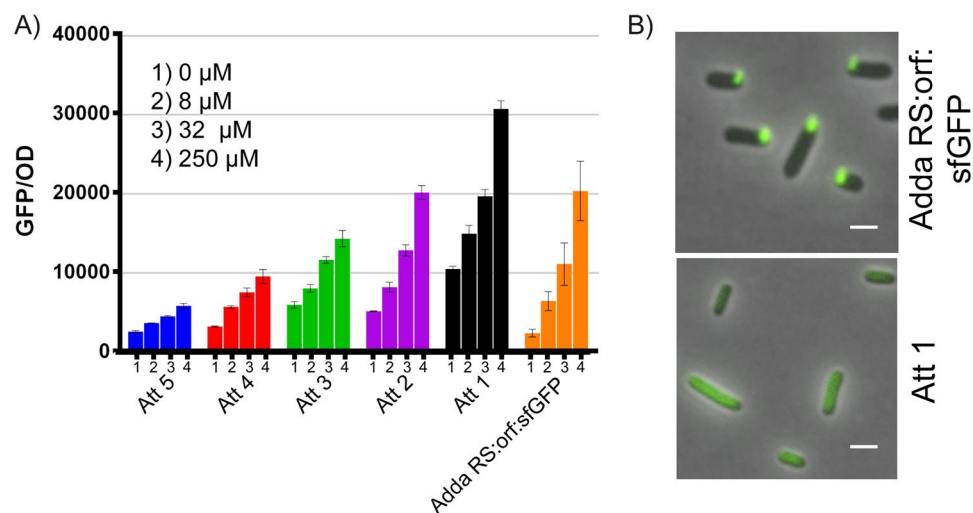 A)
40000
30000
20000
10000
0
GFP/OD
1) 0 µM
2) 8 µM
3) 32 µM
4) 250 µM
1 2 3 4 1 2 3 4 1 2 3 4 1 2 3 4 1 2 3 4 1 2 3 4
Att 5
Att 4
Att 3
Att 2
Att 1
Adda RS:orf:sfGFP
B)
Adda RS:orf:
sfGFP
Att 1